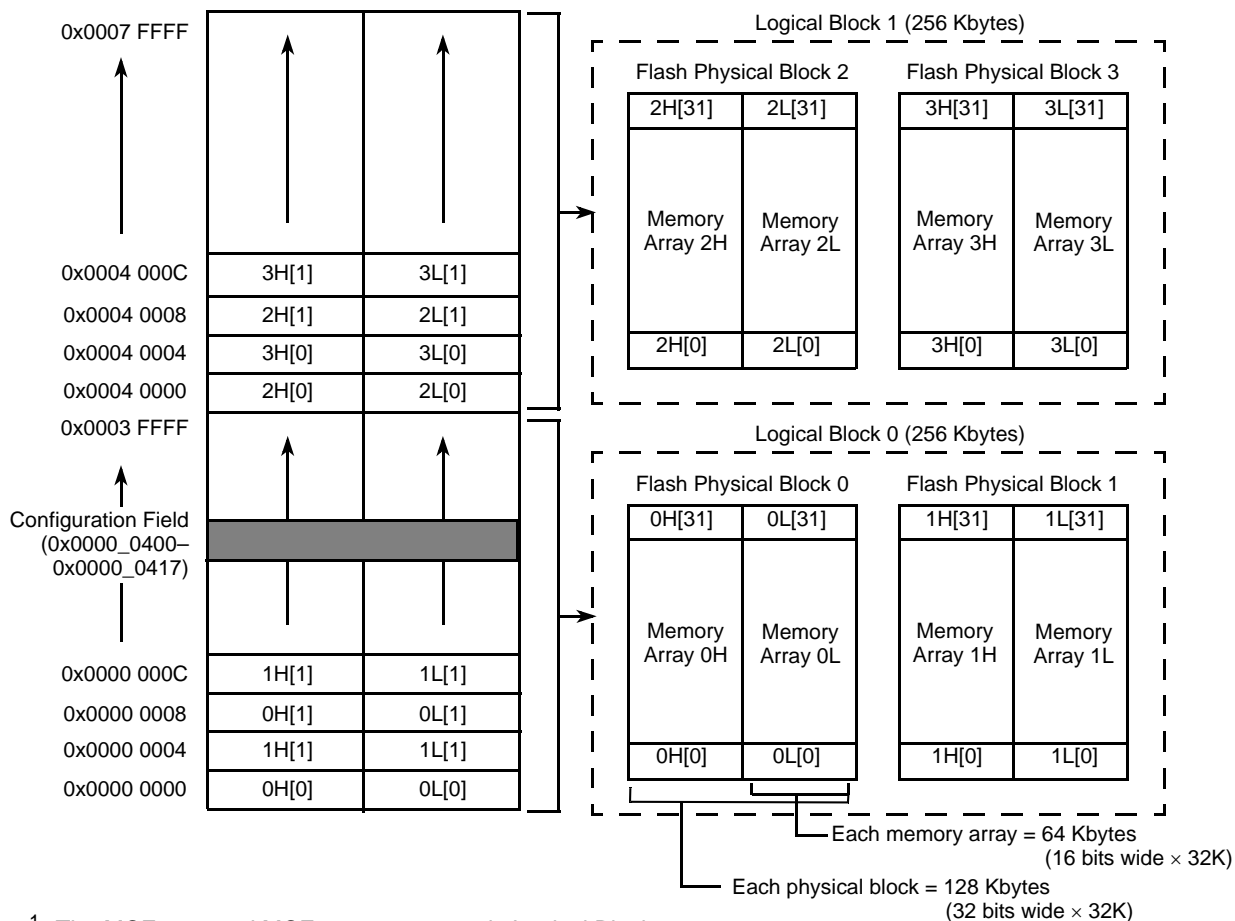 0x0007 FFFF
0x0004 000C 3H[1] 3L[1]
0x0004 0008 2H[1] 2L[1]
0x0004 0004 3H[0] 3L[0]
0x0004 0000 2H[0] 2L[0]
0x0003 FFFF
Configuration Field
(0x0000_0400–
0x0000_0417)
0x0000 000C 1H[1] 1L[1]
0x0000 0008 0H[1] 0L[1]
0x0000 0004 1H[1] 1L[1]
0x0000 0000 0H[0] 0L[0]
Logical Block 1 (256 Kbytes)
Flash Physical Block 2 Flash Physical Block 3
2H[31] 2L[31] 3H[31] 3L[31]
Memory Memory Memory Memory
Array 2H Array 2L Array 3H Array 3L
2H[0] 2L[0] 3H[0] 3L[0]
Logical Block 0 (256 Kbytes)
Flash Physical Block 0 Flash Physical Block 1
0H[31] 0L[31] 1H[31] 1L[31]
Memory Memory Memory Memory
Array 0H Array 0L Array 1H Array 1L
0H[0] 0L[0] 1H[0] 1L[0]
Each memory array = 64 Kbytes
(16 bits wide × 32K)
Each physical block = 128 Kbytes
(32 bits wide × 32K)
1